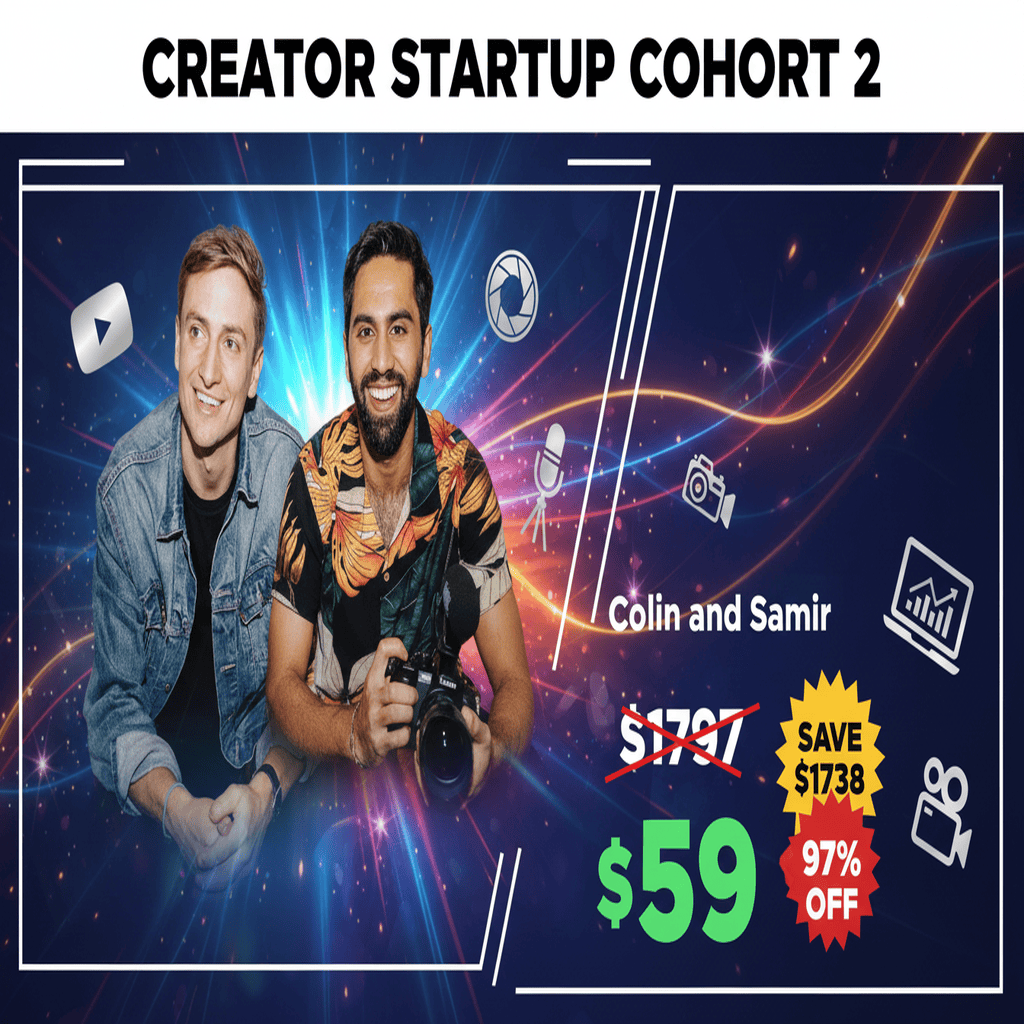 CREATOR STARTUP COHORT 2
Colin and Samir
$1797
SAVE
$1738
$59
97%
OFF